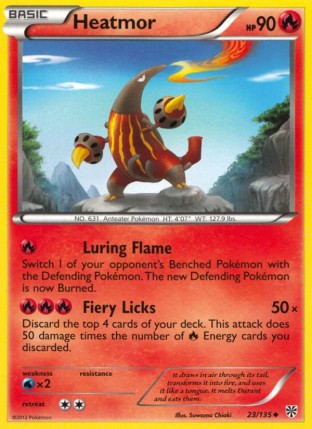 BASIC
Heatmor
HP90
NO. 631. Anteater Pokémon. HT. 4'07" WT. 127.9 lbs.
Luring Flame
Switch 1 of your opponent's Benched Pokémon with
the Defending Pokémon. The new Defending Pokémon
is now Burned.
Fiery Licks 50×
Discard the top 4 cards of your deck. This attack does
50 damage times the number of Energy cards you
discarded.
weakness resistance
×2
retreat
It draws in air through its tail,
transforms it into fire, and uses
it like a tongue. It melts Durant
and eats them.
©2012 Pokémon
Illus. Suwama Chiaki
23/135